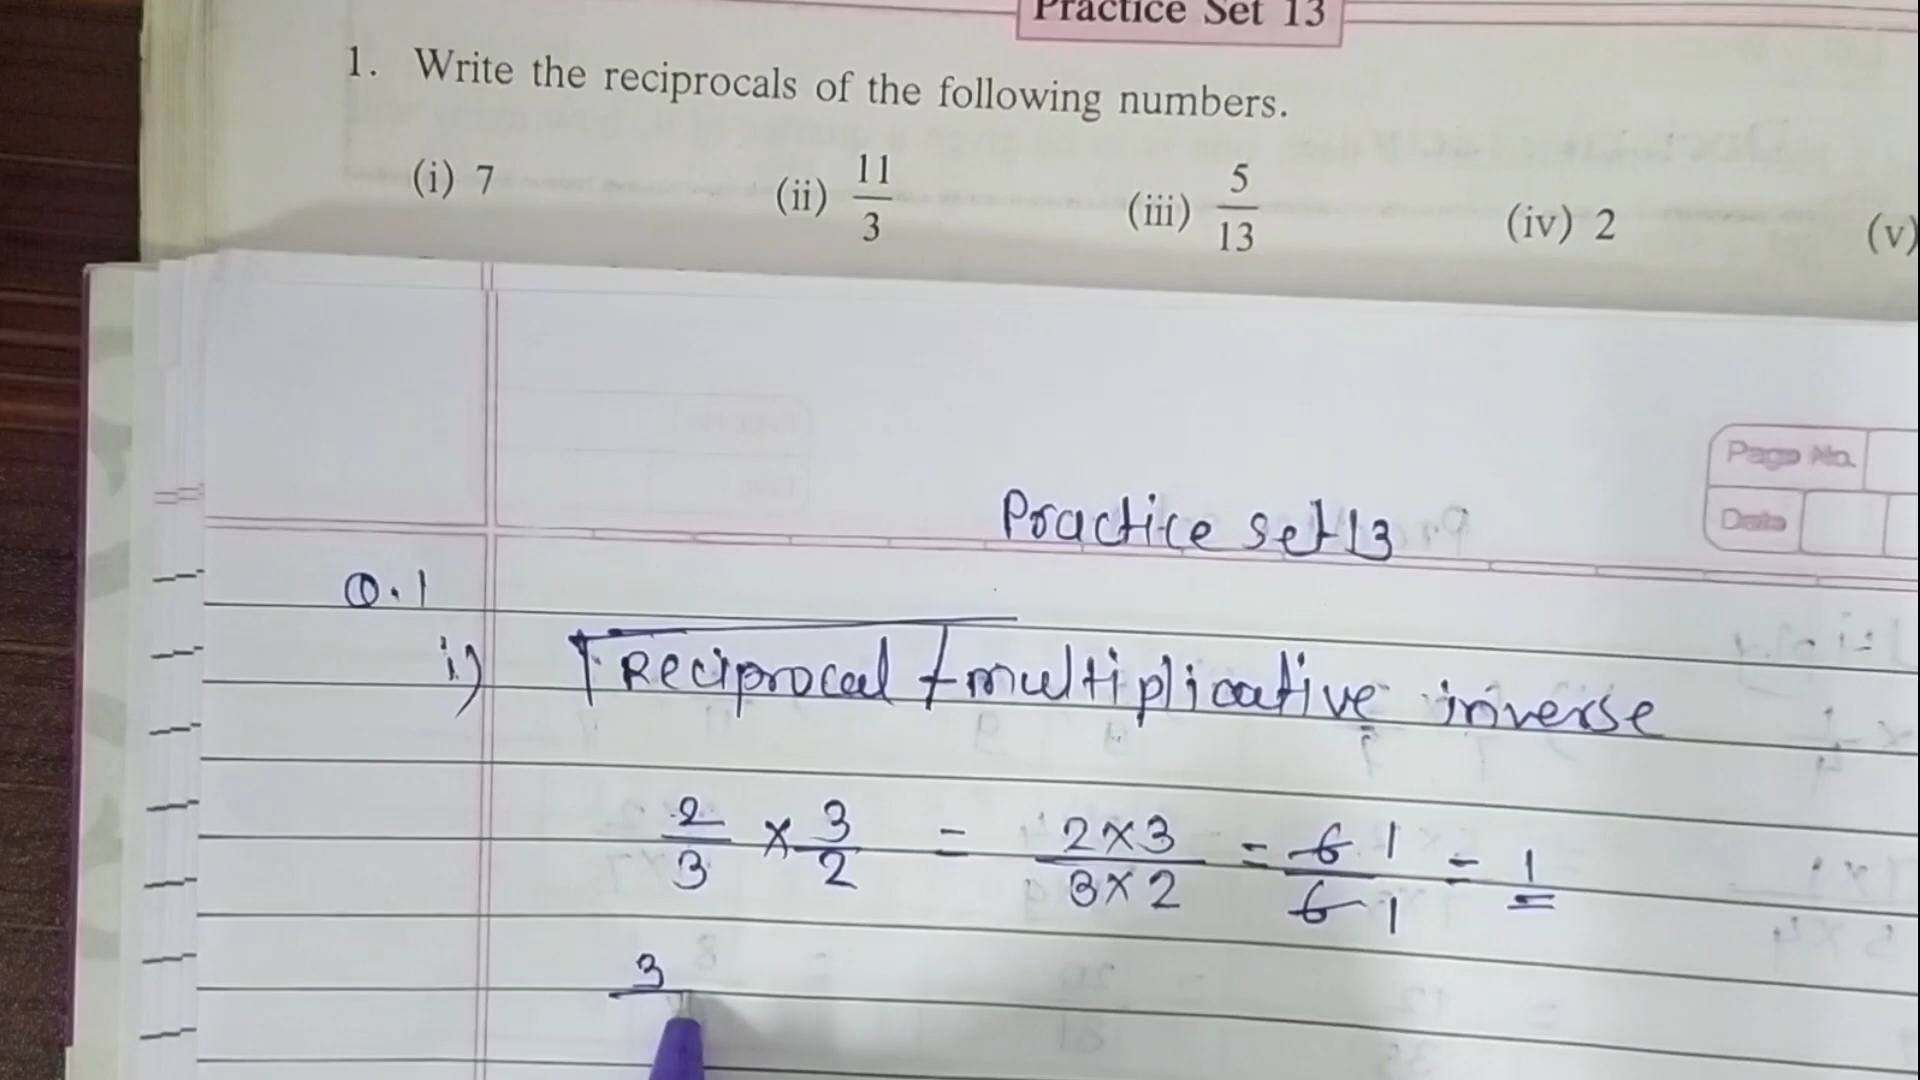 Practice Set 13
1. Write the reciprocals of the following numbers.
(i) 7 (ii) 11/3 (iii) 5/13 (iv) 2 (v)
Page No.
Date
Practice set 13
Q.1
i) Reciprocal / multiplicative inverse
2/3 × 3/2 = 2×3/3×2 = 6 1/6 1 = 1
3